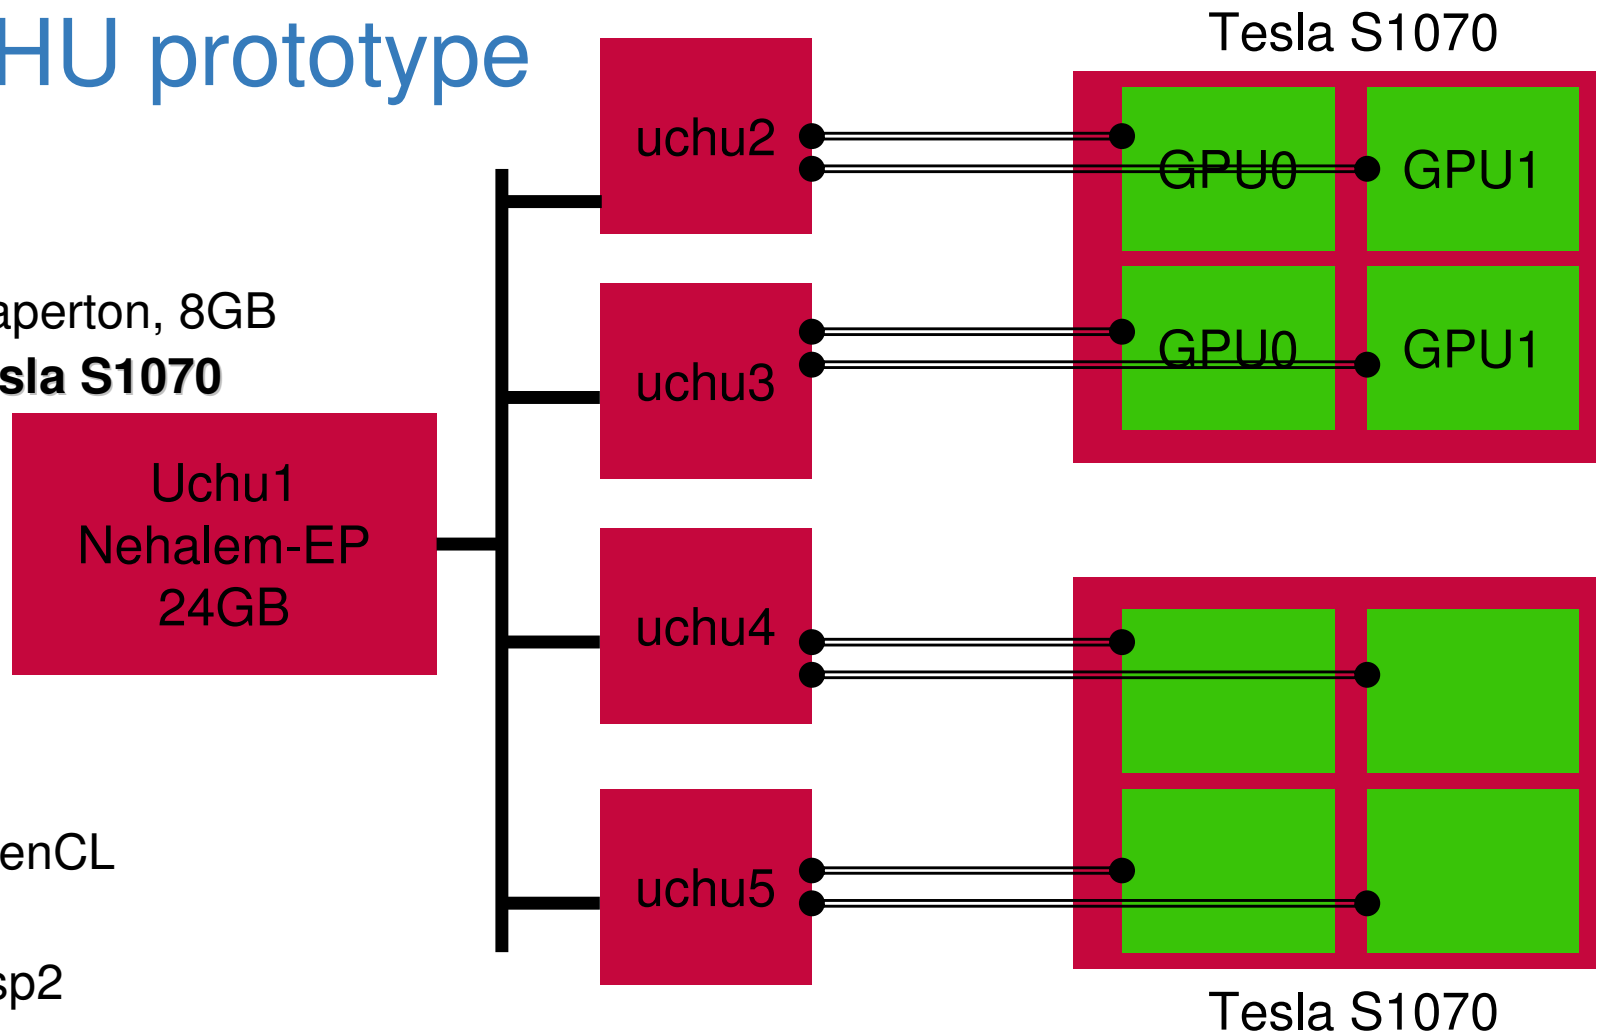 HU prototype
Tesla S1070
uchu2
GPU0 GPU1
aperton, 8GB
sla S1070
uchu3
GPU0 GPU1
Uchu1
Nehalem-EP
24GB
uchu4
enCL
uchu5
sp2
Tesla S1070